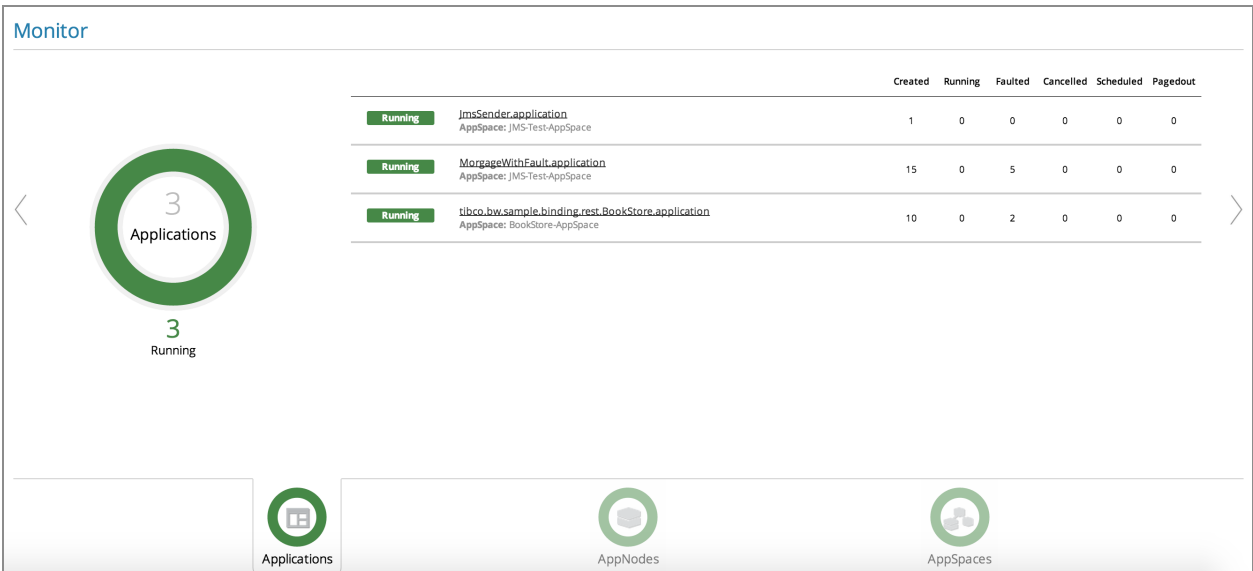 Monitor
Created Running Faulted Cancelled Scheduled Pagedout
Running JmsSender.application 1 0 0 0 0 0
AppSpace: JMS-Test-AppSpace
Running MorgageWithFault.application 15 0 5 0 0 0
AppSpace: JMS-Test-AppSpace
Running tibco.bw.sample.binding.rest.BookStore.application 10 0 2 0 0 0
AppSpace: BookStore-AppSpace
3
Applications
3
Running
Applications AppNodes AppSpaces